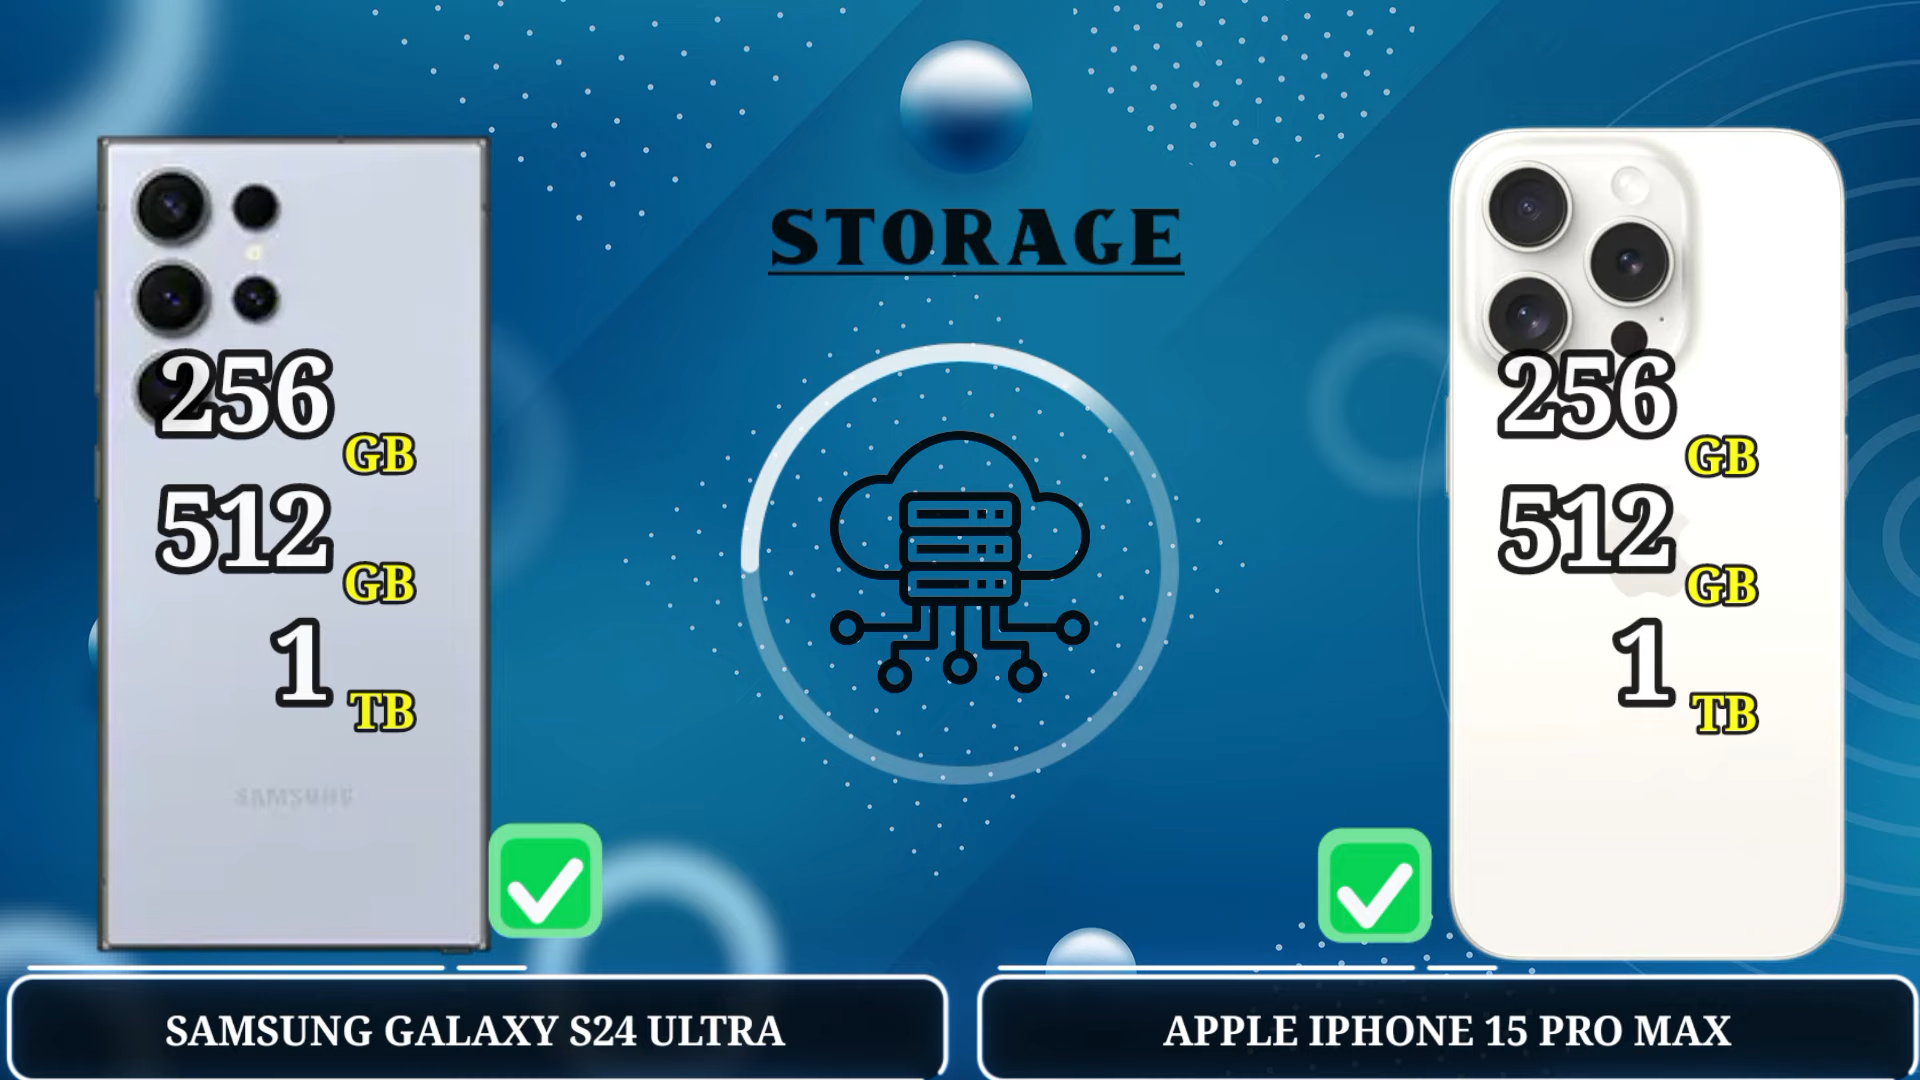 STORAGE
256 GB
512 GB
1 TB
SAMSUNG
256 GB
512 GB
1 TB
SAMSUNG GALAXY S24 ULTRA
APPLE IPHONE 15 PRO MAX